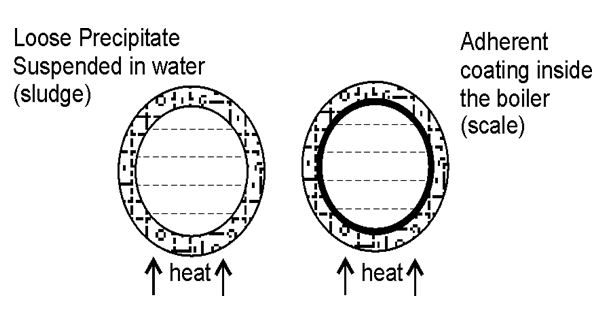 Loose Precipitate
Suspended in water
(sludge)
Adherent
coating inside
the boiler
(scale)
heat
heat